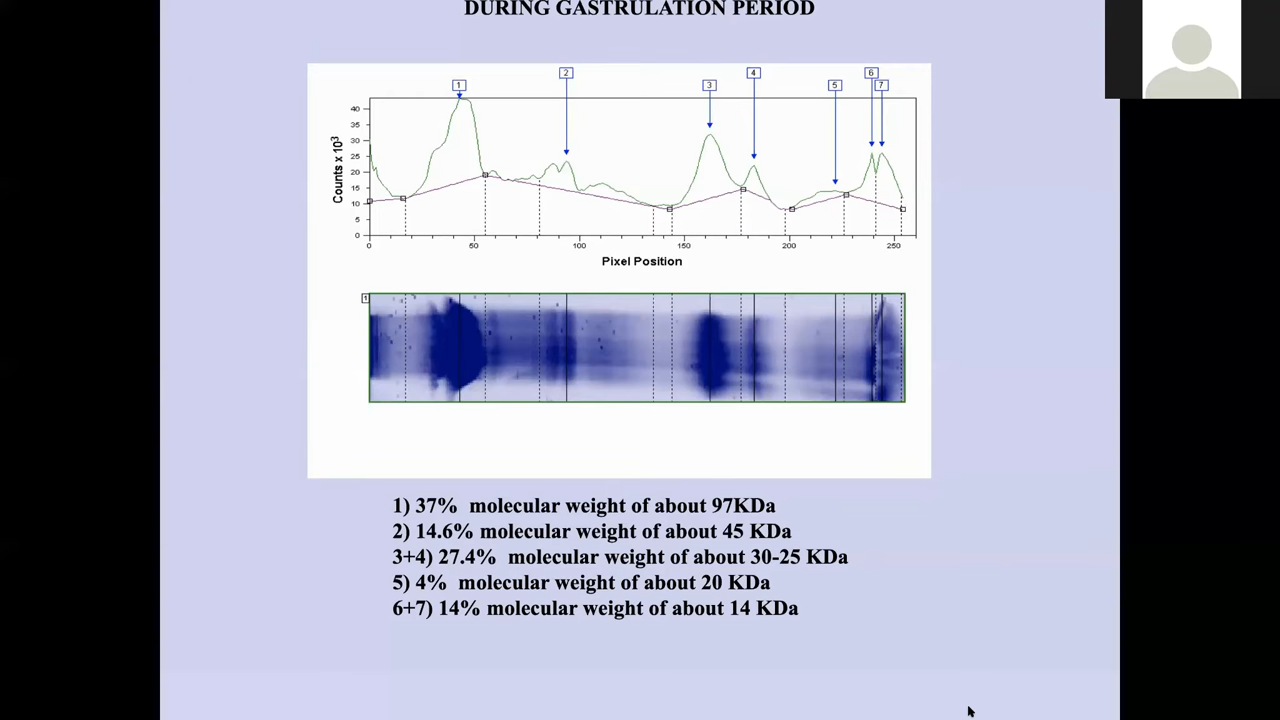 DURING GASTRULATION PERIOD
1 2 3 4 5 6 7
40
35
30
25
20
15
10
5
0
Counts x 10³
0 50 100 150 200 250
Pixel Position
1
1) 37% molecular weight of about 97KDa
2) 14.6% molecular weight of about 45 KDa
3+4) 27.4% molecular weight of about 30-25 KDa
5) 4% molecular weight of about 20 KDa
6+7) 14% molecular weight of about 14 KDa